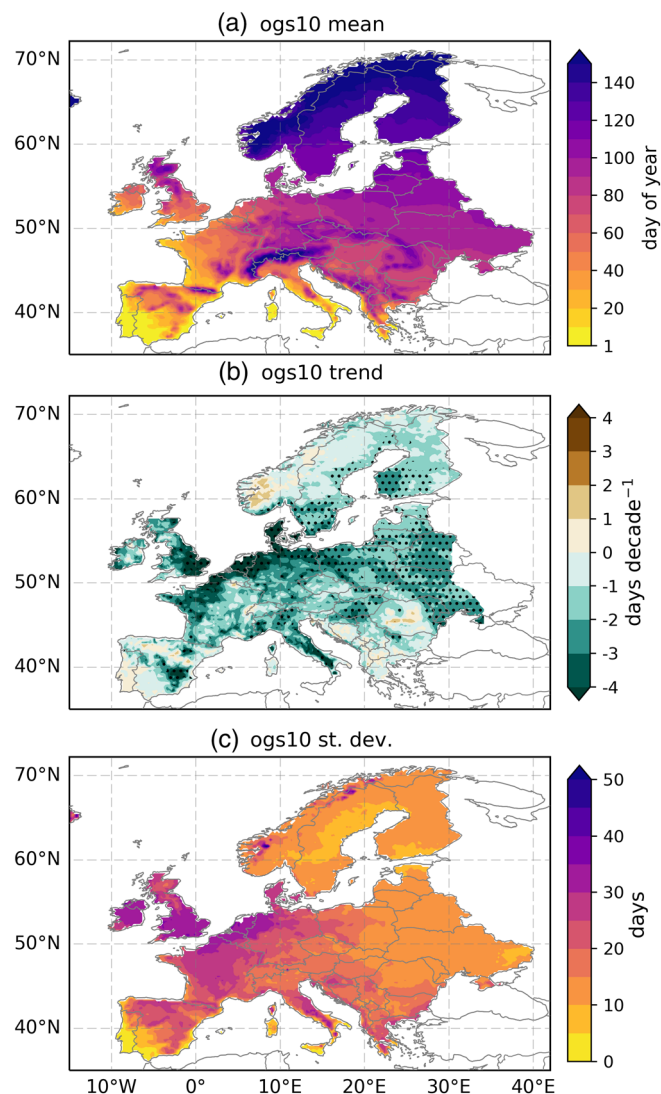 (a) ogs10 mean
70°N
60°N
50°N
40°N
140
120
100
80
60
40
20
1
day of year
(b) ogs10 trend
70°N
60°N
50°N
40°N
4
3
2
1
0
-1
-2
-3
-4
days decade⁻¹
(c) ogs10 st. dev.
70°N
60°N
50°N
40°N
50
40
30
20
10
0
days
10°W 0° 10°E 20°E 30°E 40°E